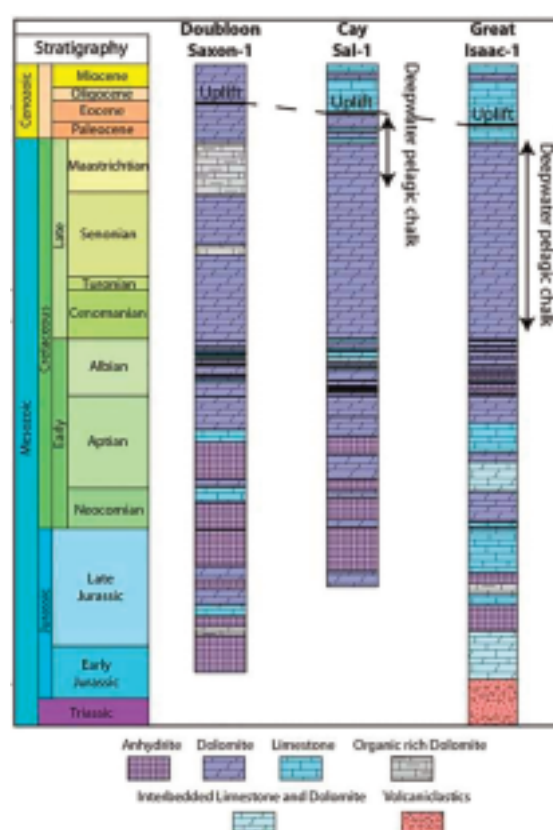 Stratigraphy
Doubloon
Saxon-1
Cay
Sal-1
Great
Isaac-1
Cenozoic
Miocene
Oligocene
Eocene
Paleocene
Mesozoic
Cretaceous
Late
Maastrichtian
Senonian
Turonian
Cenomanian
Early
Albian
Aptian
Neocomian
Jurassic
Late
Jurassic
Early
Jurassic
Triassic
Uplift
Uplift
Uplift
Deepwater pelagic chalk
Deepwater pelagic chalk
Anhydrite
Dolomite
Limestone
Organic rich Dolomite
Interbedded Limestone and Dolomite
Volcaniclastics